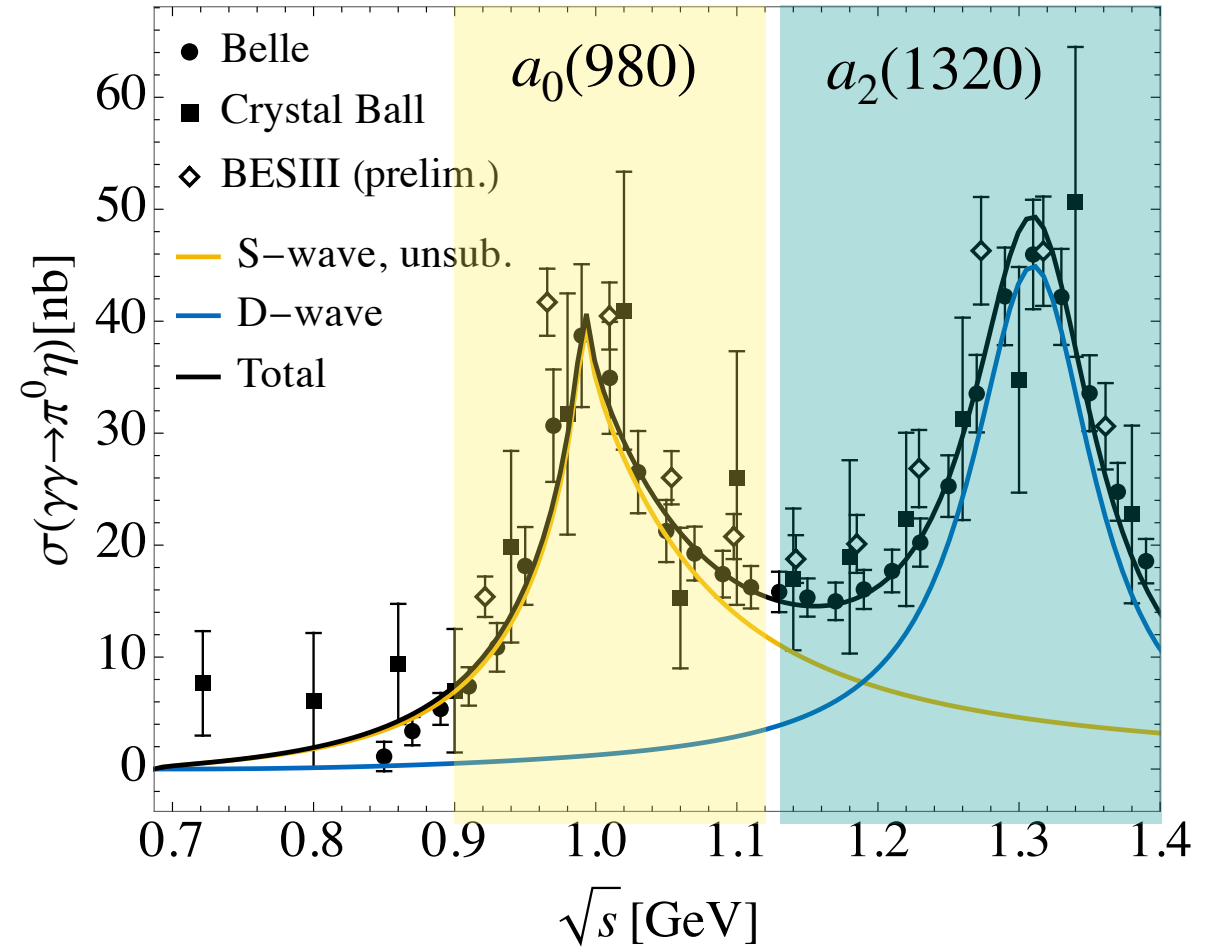 Belle
Crystal Ball
BESIII (prelim.)
S−wave, unsub.
D−wave
Total
a₀(980)
a₂(1320)
σ(γγ→π⁰η)[nb]
60
50
40
30
20
10
0
0.7 0.8 0.9 1.0 1.1 1.2 1.3 1.4
√s [GeV]